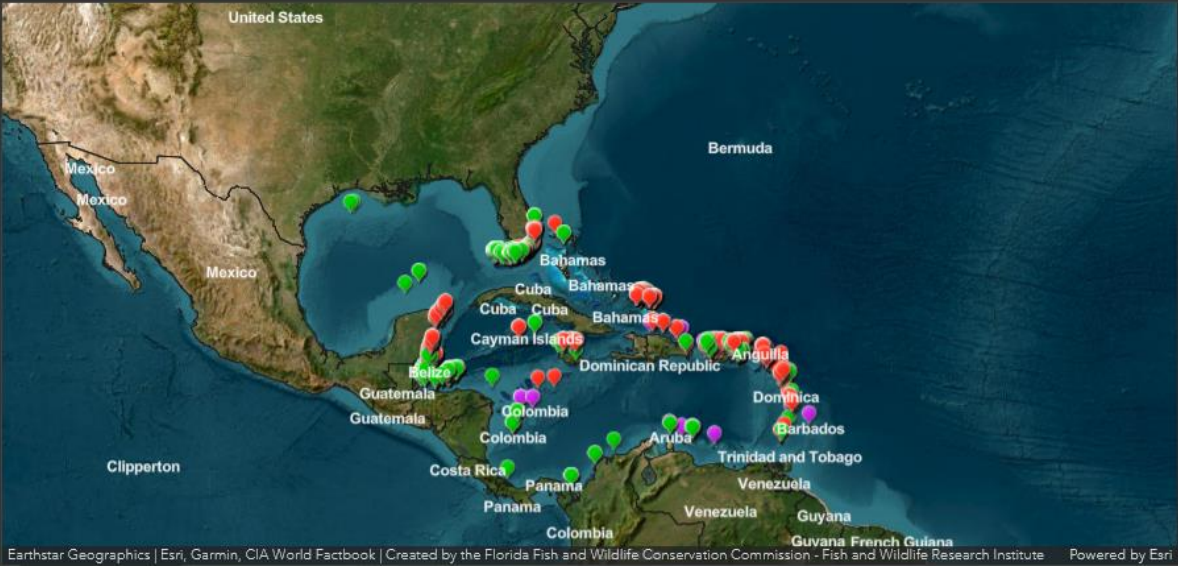 United States
Bermuda
Mexico
Mexico
Mexico
Bahamas
Bahamas
Cuba
Cuba
Cuba
Bahamas
Cayman Islands
Anguilla
Dominican Republic
Belize
Guatemala
Dominica
Colombia
Guatemala
Barbados
Colombia
Aruba
Trinidad and Tobago
Clipperton
Costa Rica
Panama
Venezuela
Panama
Venezuela
Guyana
Colombia
Guyana French Guiana
Earthstar Geographics | Esri, Garmin, CIA World Factbook | Created by the Florida Fish and Wildlife Conservation Commission - Fish and Wildlife Research Institute Powered by Esri